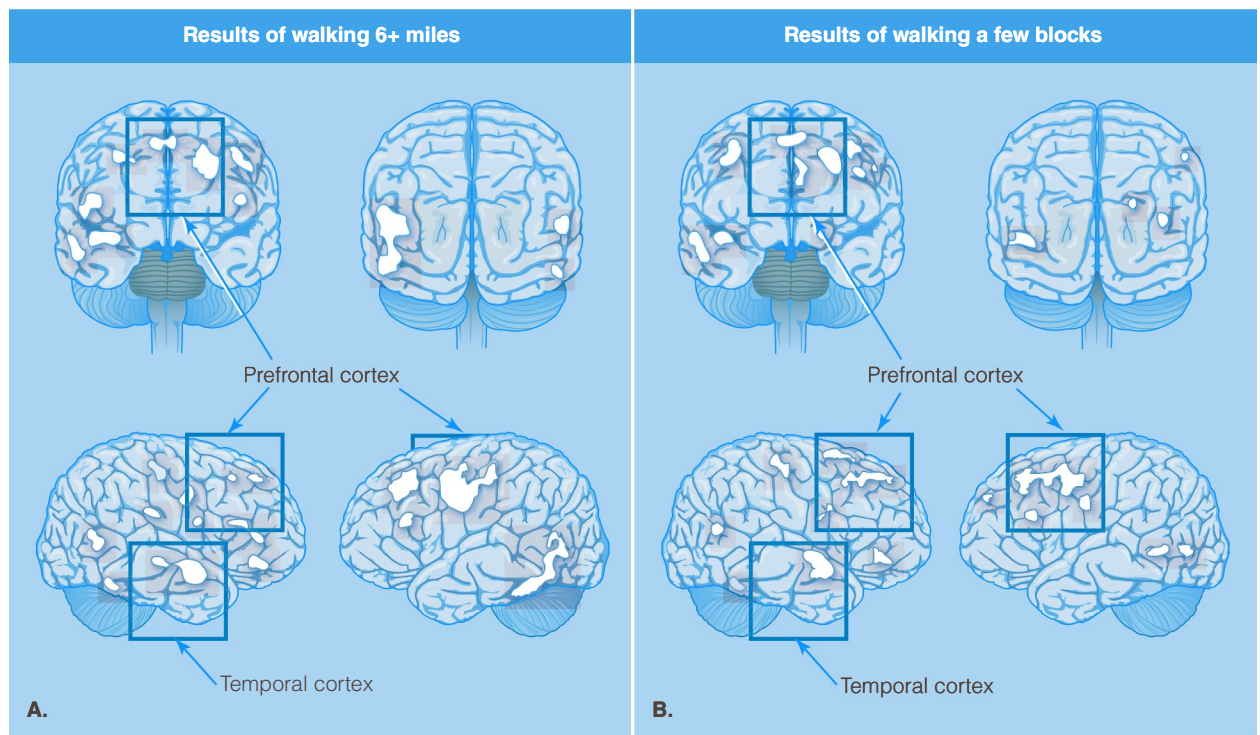 Results of walking 6+ miles
Results of walking a few blocks
Prefrontal cortex
Prefrontal cortex
Temporal cortex
Temporal cortex
A.
B.